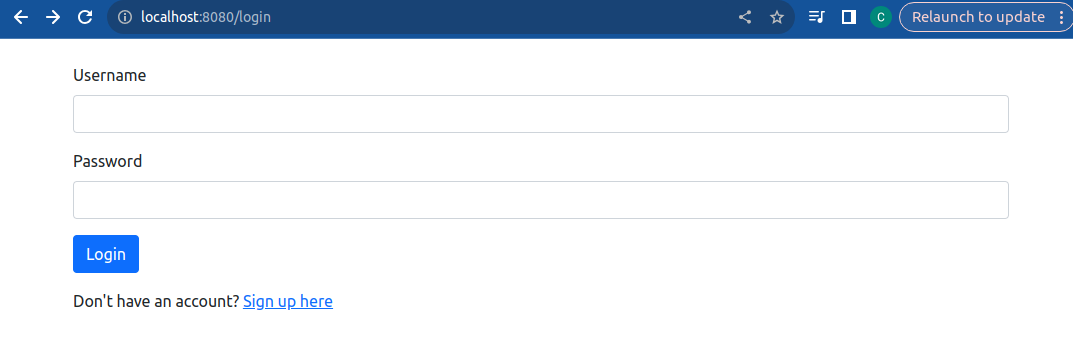 localhost:8080/login
C
Relaunch to update
Username
Password
Login
Don't have an account? Sign up here